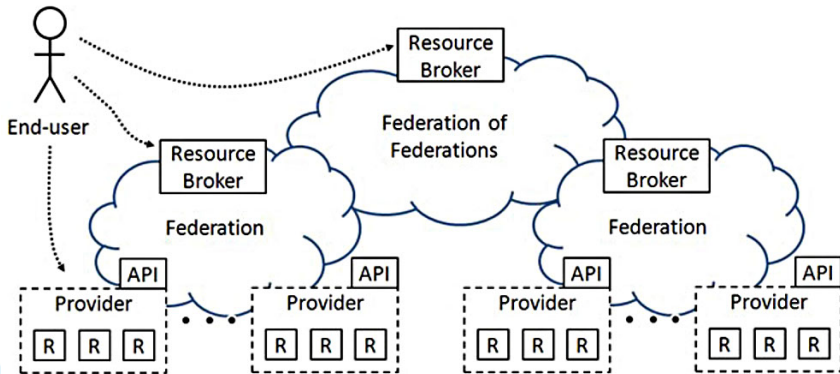 Resource
Broker
End-user
Federation of
Federations
Resource
Broker
Resource
Broker
Federation
Federation
API
API
API
API
Provider
Provider
Provider
Provider
R R R
R R R
R R R
R R R